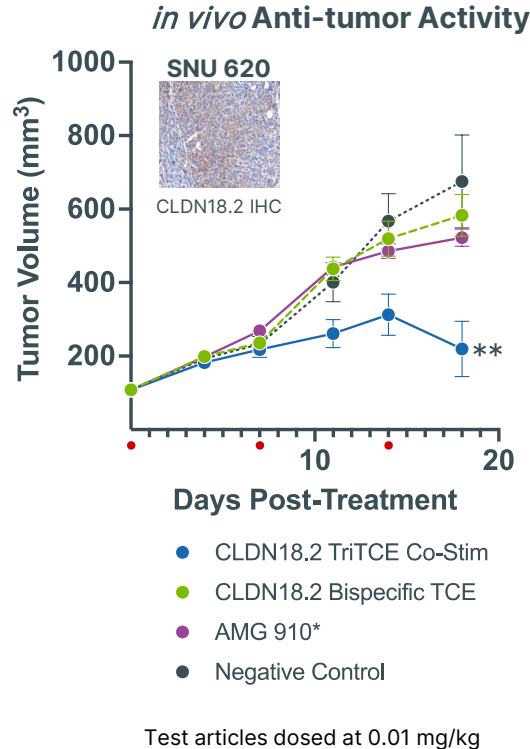 in vivo Anti-tumor Activity
SNU 620
CLDN18.2 IHC
Tumor Volume (mm³)
1000
800
600
400
200
**
10
20
Days Post-Treatment
CLDN18.2 TriTCE Co-Stim
CLDN18.2 Bispecific TCE
AMG 910*
Negative Control
Test articles dosed at 0.01 mg/kg